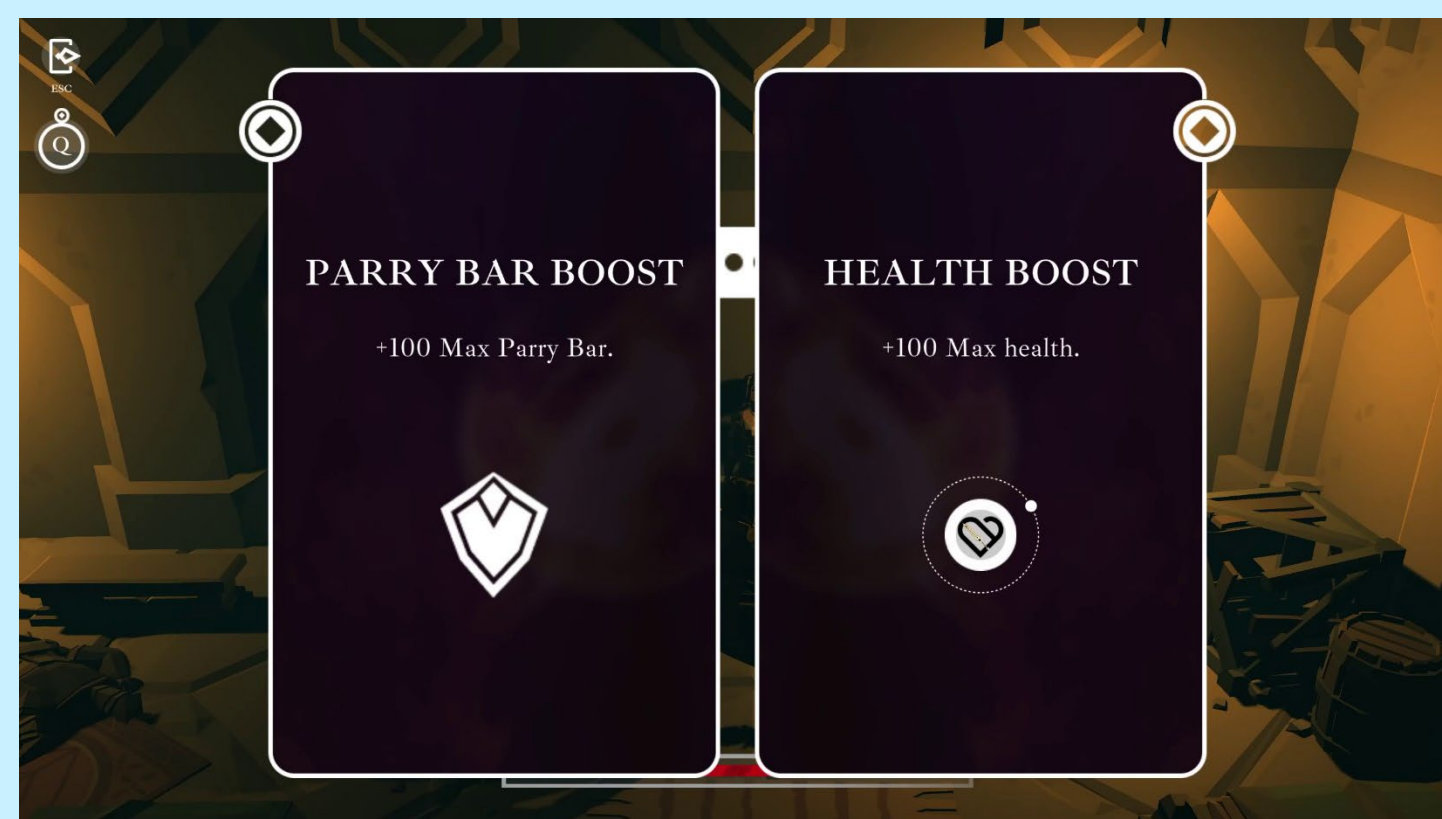 ESC
Q
PARRY BAR BOOST
+100 Max Parry Bar.
HEALTH BOOST
+100 Max health.